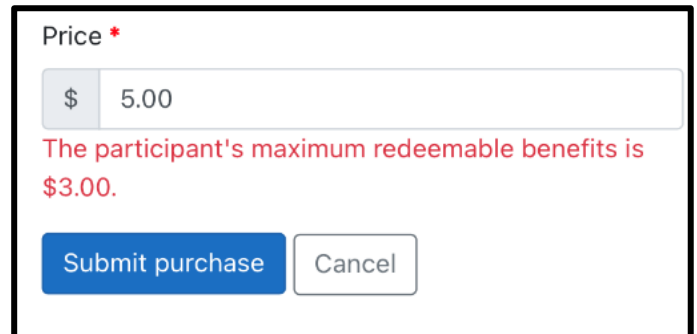 Price *
$ 5.00
The participant's maximum redeemable benefits is
$3.00.
Submit purchase Cancel